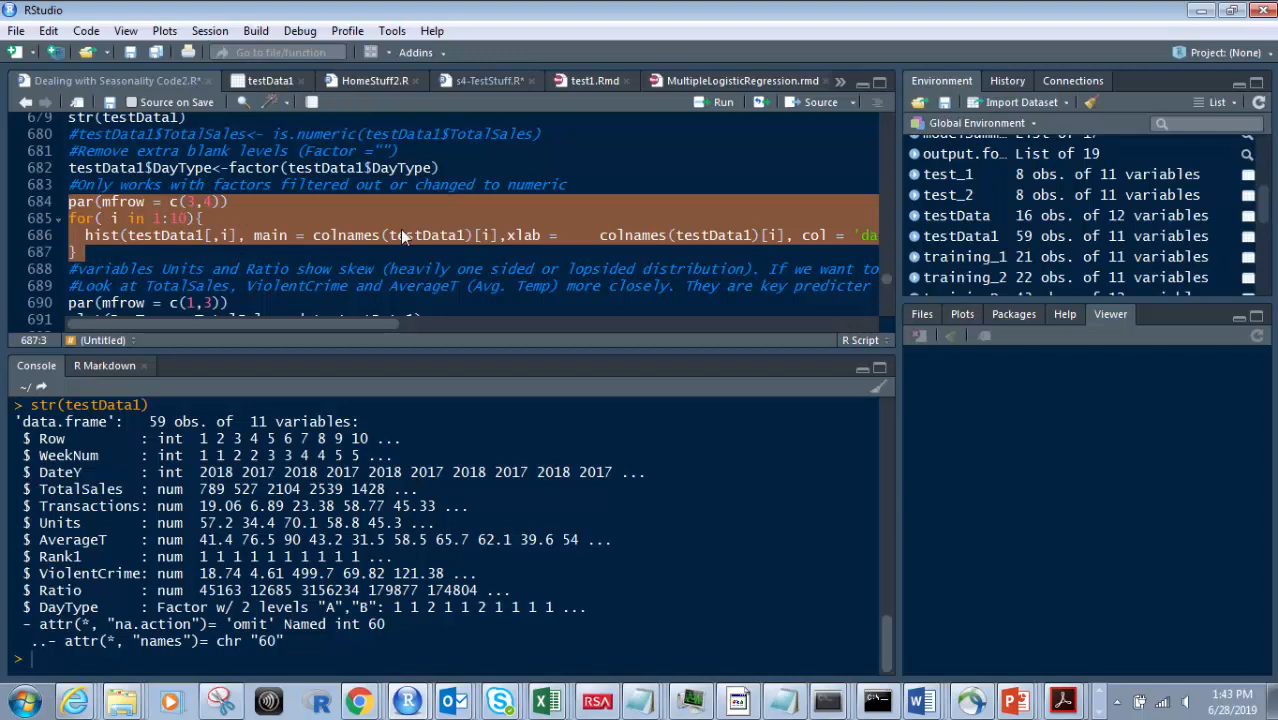 RStudio
File Edit Code View Plots Session Build Debug Profile Tools Help
Go to file/function Addins Project: (None)
Dealing with Seasonality Code2.R* testData1 HomeStuff2.R s4-TestStuff.R* test1.Rmd MultipleLogisticRegression.rmd
Source on Save Run Source
679 str(testData1)
680 #testData1$TotalSales<- is.numeric(testData1$TotalSales)
681 #Remove extra blank levels (Factor ="")
682 testData1$DayType<-factor(testData1$DayType)
683 #Only works with factors filtered out or changed to numeric
684 par(mfrow = c(3,4))
685 for( i in 1:10){
686 hist(testData1[,i], main = colnames(testData1)[i],xlab = colnames(testData1)[i], col = 'da
687 }
688 #variables Units and Ratio show skew (heavily one sided or lopsided distribution). If we want to
689 #Look at TotalSales, ViolentCrime and AverageT (Avg. Temp) more closely. They are key predicter
690 par(mfrow = c(1,3))
691
687:3 (Untitled) R Script
Console R Markdown
~/
> str(testData1)
'data.frame': 59 obs. of 11 variables:
$ Row : int 1 2 3 4 5 6 7 8 9 10 ...
$ WeekNum : int 1 1 2 2 3 3 4 4 5 5 ...
$ DateY : int 2018 2017 2018 2017 2018 2017 2018 2017 2018 2017 ...
$ TotalSales : num 789 527 2104 2539 1428 ...
$ Transactions: num 19.06 6.89 23.38 58.77 45.33 ...
$ Units : num 57.2 34.4 70.1 58.8 45.3 ...
$ AverageT : num 41.4 76.5 90 43.2 31.5 58.5 65.7 62.1 39.6 54 ...
$ Rank1 : num 1 1 1 1 1 1 1 1 1 1 ...
$ ViolentCrime: num 18.74 4.61 499.7 69.82 121.38 ...
$ Ratio : num 45163 12685 3156234 179877 174804 ...
$ DayType : Factor w/ 2 levels "A","B": 1 1 2 1 1 2 1 1 1 1 ...
- attr(*, "na.action")= 'omit' Named int 60
..- attr(*, "names")= chr "60"
>
Environment History Connections
Import Dataset List
Global Environment
output.fo… List of 19
test_1 8 obs. of 11 variables
test_2 8 obs. of 11 variables
testData 16 obs. of 12 variables
testData1 59 obs. of 11 variables
training_1 21 obs. of 11 variables
training_2 22 obs. of 11 variables
Files Plots Packages Help Viewer
RSA
1:43 PM
6/28/2019